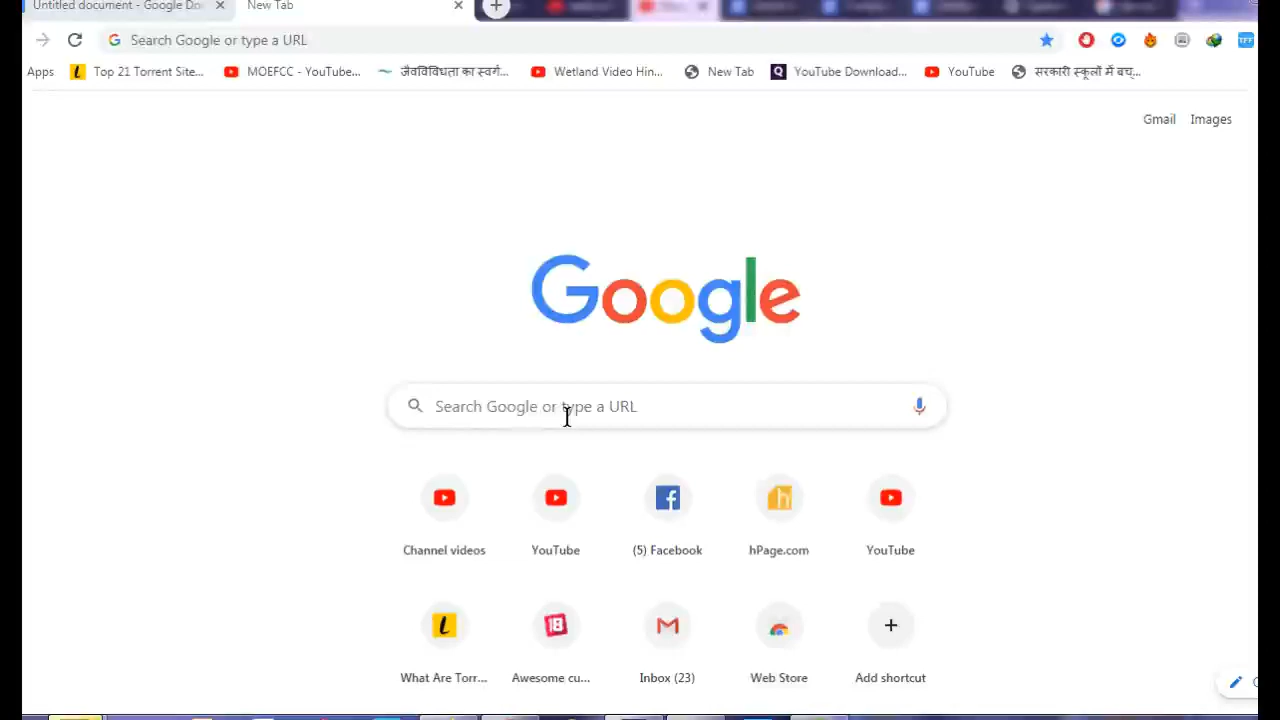 Untitled document - Google Do
New Tab
Search Google or type a URL
Apps
Top 21 Torrent Site...
MOEFCC - YouTube...
जैवविविधता का स्वर्ग...
Wetland Video Hin...
New Tab
YouTube Download...
YouTube
सरकारी स्कूलों में बच्...
Gmail
Images
Google
Search Google or type a URL
Channel videos
YouTube
(5) Facebook
hPage.com
YouTube
What Are Torr...
Awesome cu...
Inbox (23)
Web Store
Add shortcut